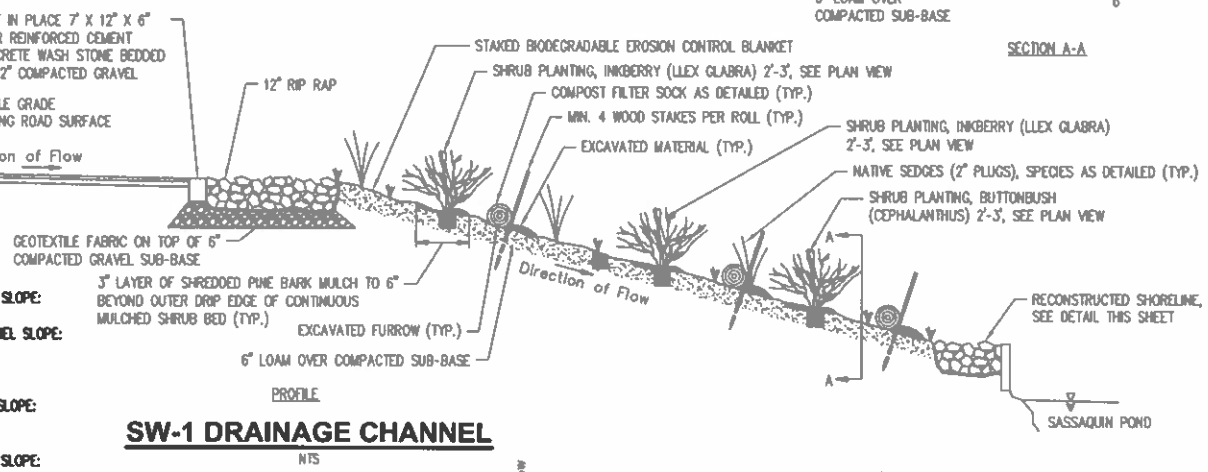 IN PLACE 7" X 12" X 6"
REINFORCED CEMENT
CRETE WASH STONE BEDDED
2" COMPACTED GRAVEL
LE GRADE
NG ROAD SURFACE
on of Flow
12" RIP RAP
STAKED BIODEGRADABLE EROSION CONTROL BLANKET
SHRUB PLANTING, INKBERRY (LLEX GLABRA) 2'-3', SEE PLAN VIEW
COMPOST FILTER SOCK AS DETAILED (TYP.)
MIN. 4 WOOD STAKES PER ROLL (TYP.)
EXCAVATED MATERIAL (TYP.)
LOAM OVER
COMPACTED SUB-BASE
6"
SECTION A-A
SHRUB PLANTING, INKBERRY (LLEX GLABRA)
2'-3', SEE PLAN VIEW
NATIVE SEDGES (2" PLUGS), SPECIES AS DETAILED (TYP.)
SHRUB PLANTING, BUTTONBUSH
(CEPHALANTHUS) 2'-3', SEE PLAN VIEW
A
Direction of Flow
GEOTEXTILE FABRIC ON TOP OF 6"
COMPACTED GRAVEL SUB-BASE
3" LAYER OF SHREDDED PINE BARK MULCH TO 6"
BEYOND OUTER DRIP EDGE OF CONTINUOUS
MULCHED SHRUB BED (TYP.)
EXCAVATED FURROW (TYP.)
6" LOAM OVER COMPACTED SUB-BASE
SLOPE:
EL SLOPE:
SLOPE:
SLOPE:
RECONSTRUCTED SHORELINE,
SEE DETAIL THIS SHEET
A
SASSAQUIN POND
PROFILE
SW-1 DRAINAGE CHANNEL
NTS